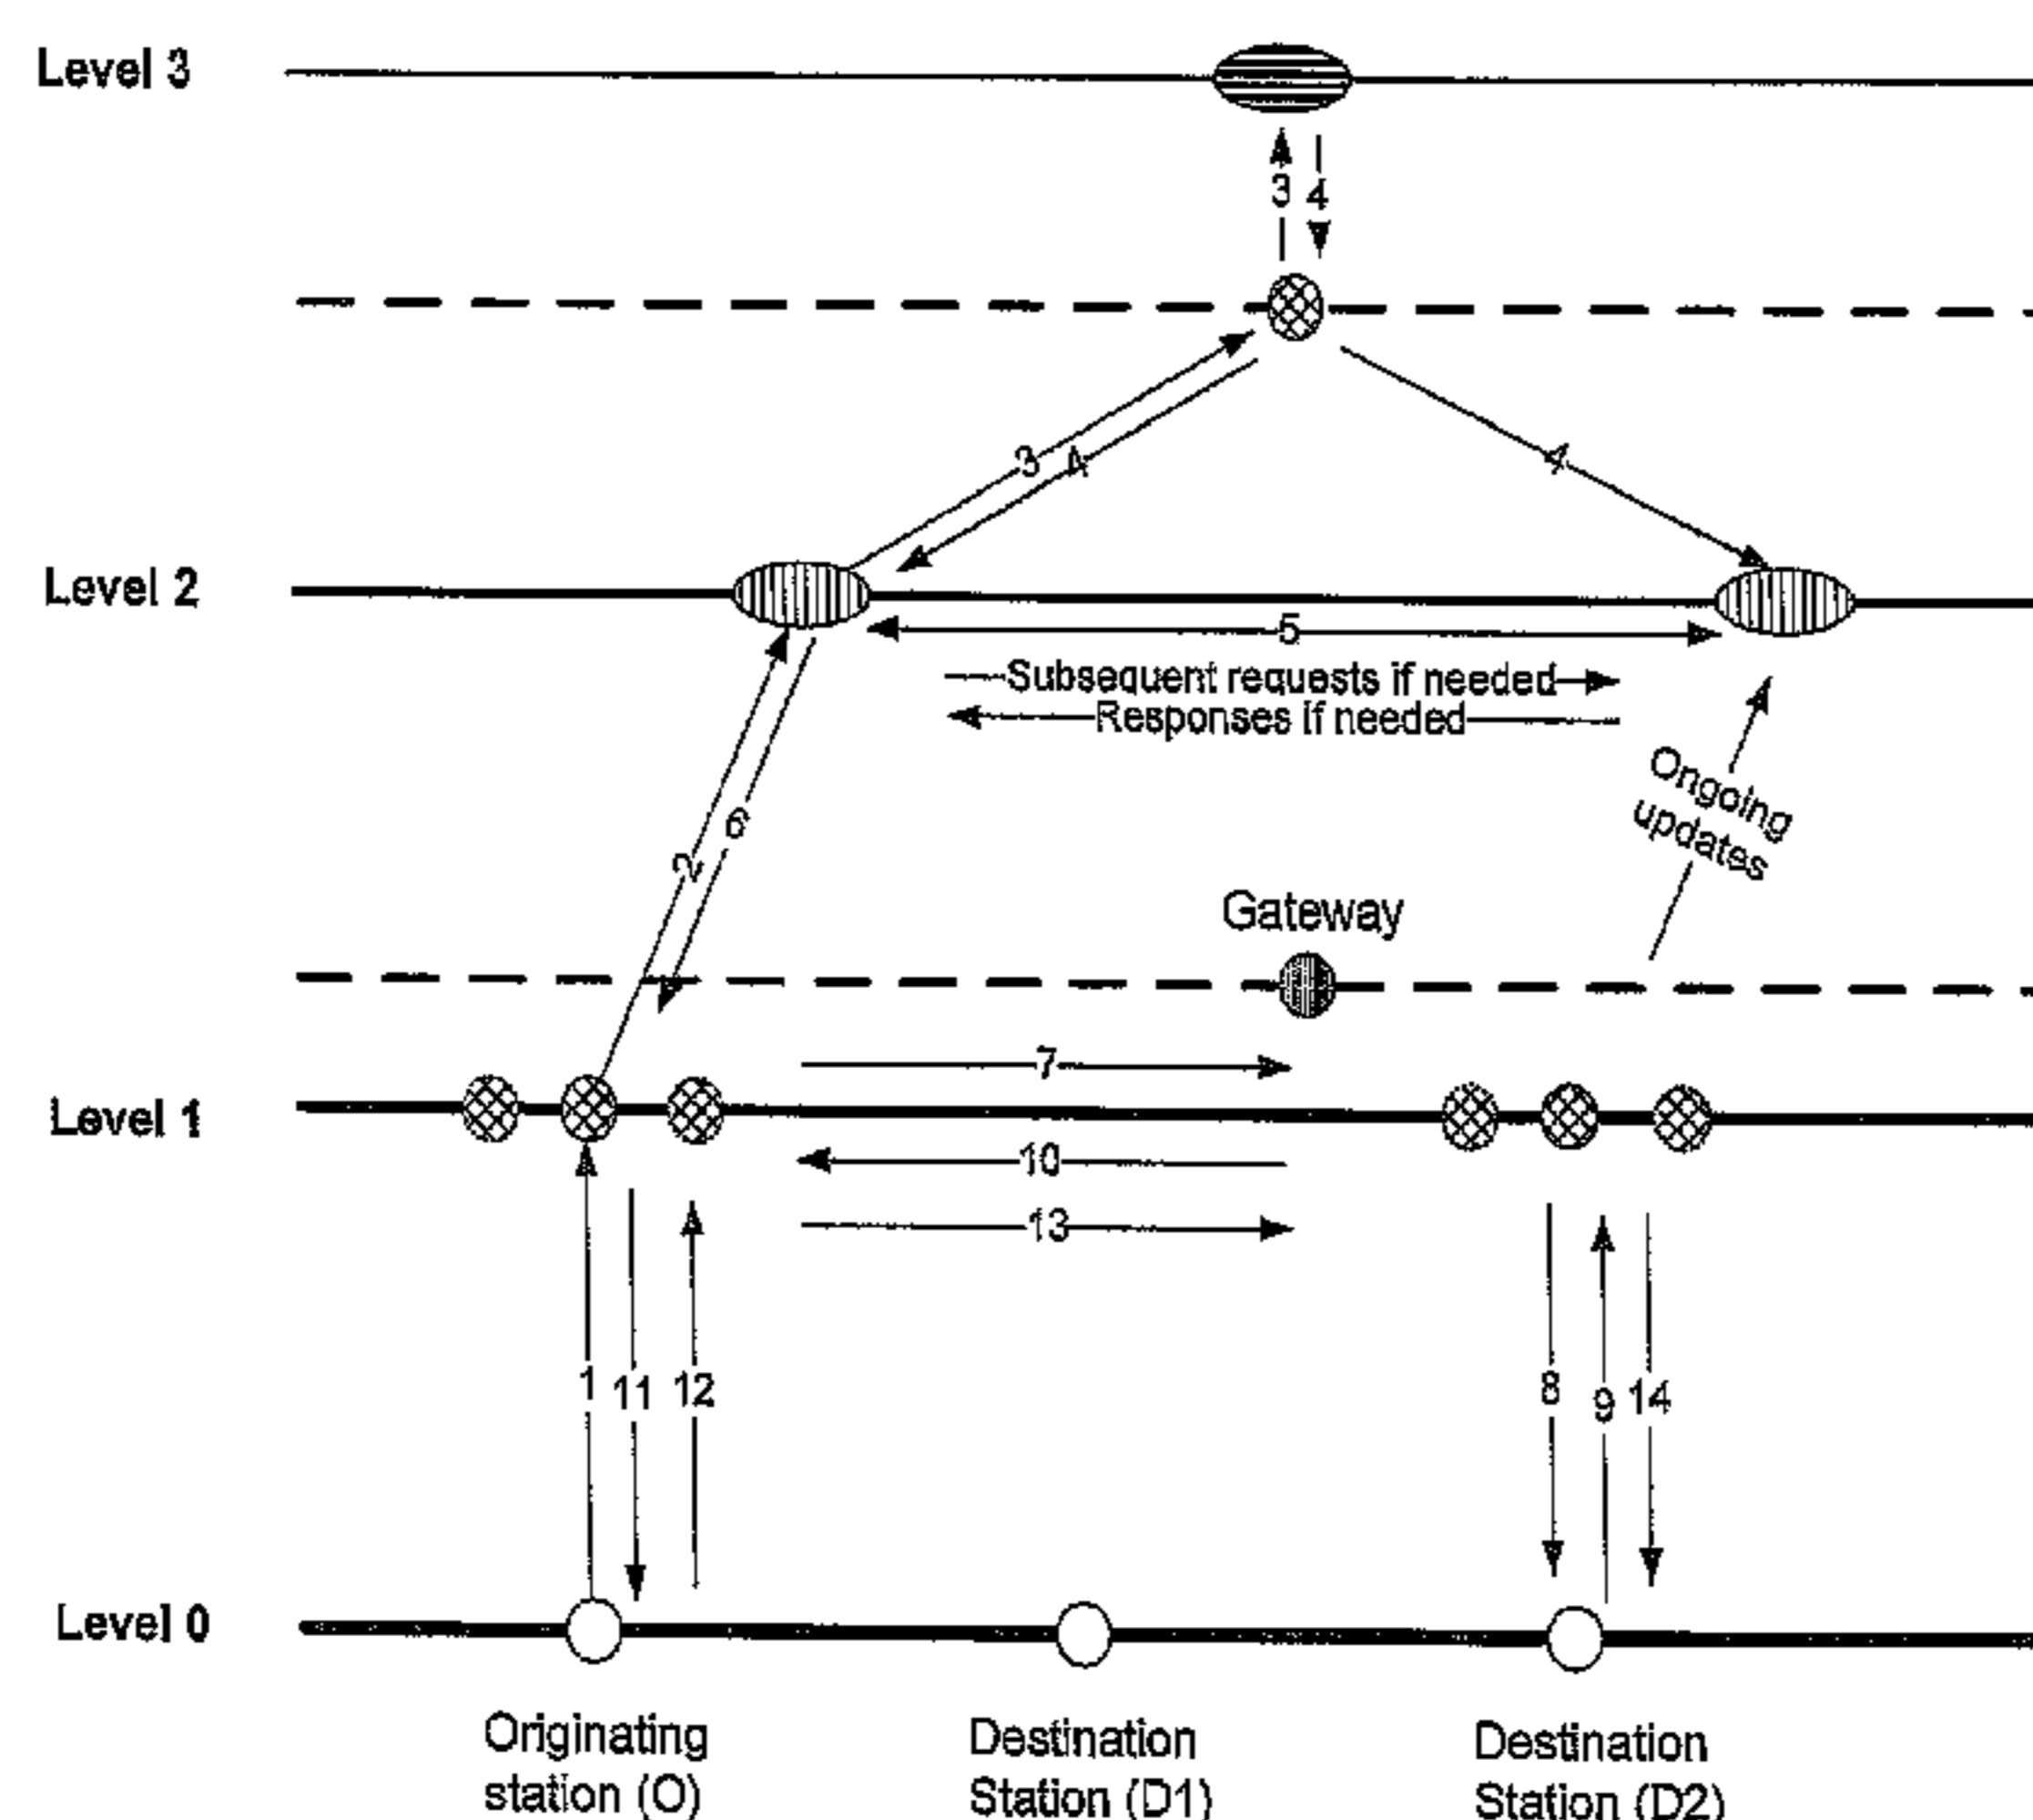 Level 3
3 4
3 4
4
Level 2
5
Subsequent requests if needed
Responses if needed
Ongoing
updates
6
2
Gateway
7
Level 1
10
13
1 11 12
8 9 14
Level 0
Originating
station (O)
Destination
Station (D1)
Destination
Station (D2)